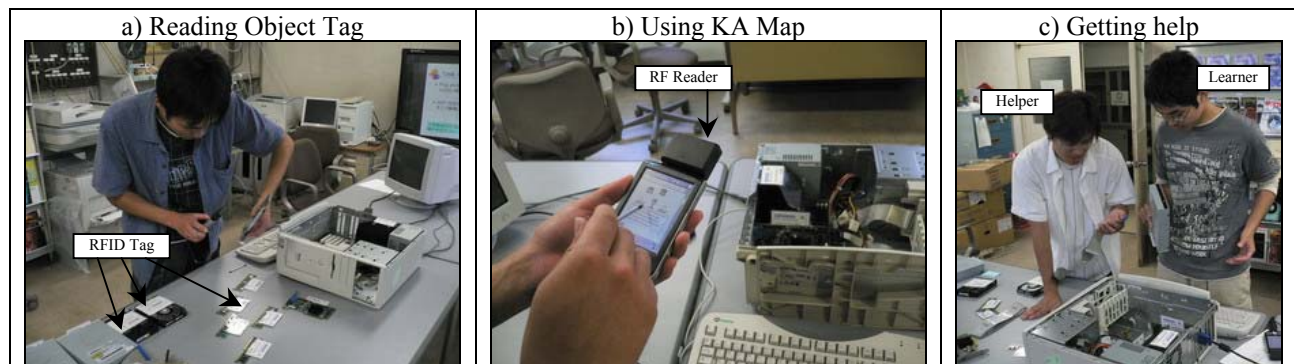 a) Reading Object Tag
b) Using KA Map
c) Getting help
RFID Tag
RF Reader
Helper
Learner